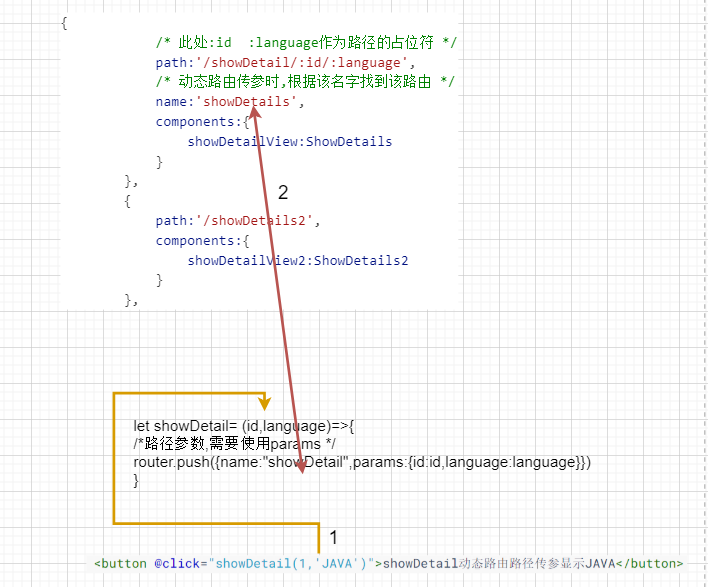 {
/* 此处:id  :language作为路径的占位符 */
path:'/showDetail/:id/:language',
/* 动态路由传参时,根据该名字找到该路由 */
name:'showDetails',
components:{
showDetailView:ShowDetails
}
},
{
path:'/showDetails2',
components:{
showDetailView2:ShowDetails2
}
},
2
let showDetail= (id,language)=>{
/*路径参数,需要使用params */
router.push({name:"showDetail",params:{id:id,language:language}})
}
1
<button @click="showDetail(1,'JAVA')">showDetail动态路由路径传参显示JAVA</button>